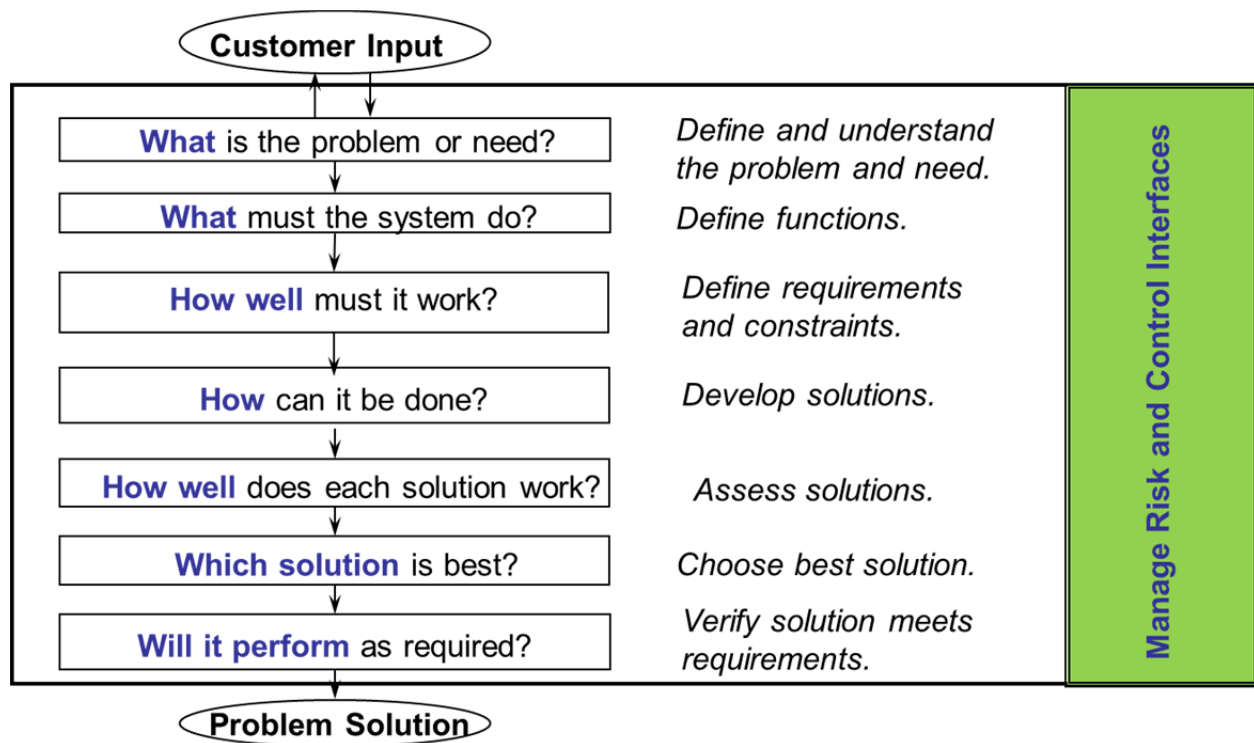 Customer Input
What is the problem or need?
Define and understand
the problem and need.
What must the system do?
Define functions.
How well must it work?
Define requirements
and constraints.
How can it be done?
Develop solutions.
How well does each solution work?
Assess solutions.
Which solution is best?
Choose best solution.
Will it perform as required?
Verify solution meets
requirements.
Problem Solution
Manage Risk and Control Interfaces